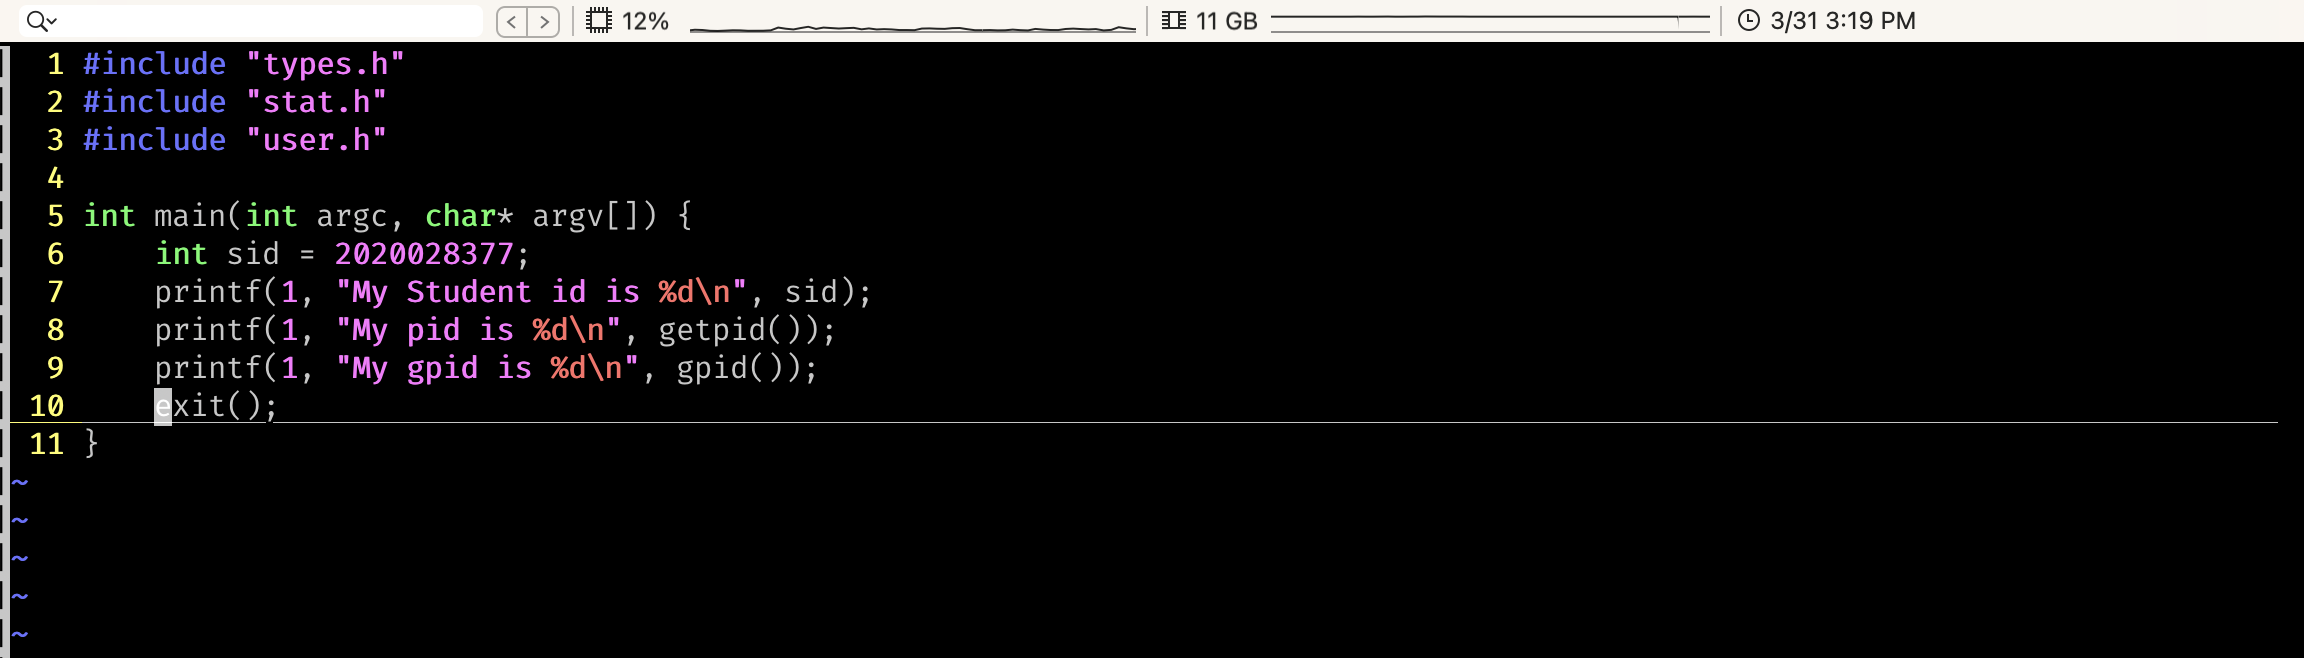 12% 11 GB 3/31 3:19 PM
1 #include "types.h"
2 #include "stat.h"
3 #include "user.h"
4
5 int main(int argc, char* argv[]) {
6     int sid = 2020028377;
7     printf(1, "My Student id is %d\n", sid);
8     printf(1, "My pid is %d\n", getpid());
9     printf(1, "My gpid is %d\n", gpid());
10     exit();
11 }
~
~
~
~
~